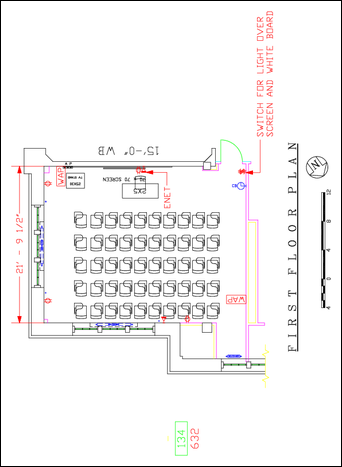 SWITCH FOR LIGHT OVER
SCREEN AND WHITE BOARD
15'-0" WB
WAP
SCREEN
ENET
21' - 9 1/2"
WAP
FIRST FLOOR PLAN
N
134
632